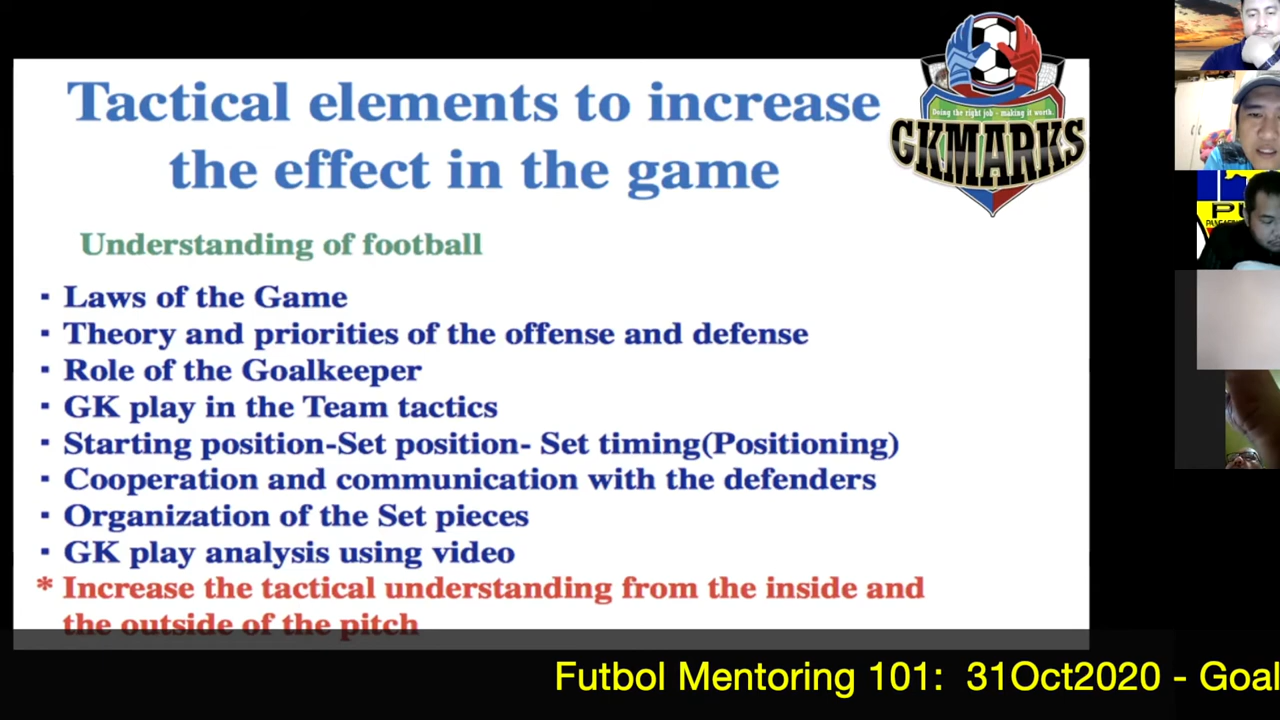 Tactical elements to increase
the effect in the game
Doing the right job - making it worth.
GKMARKS
Understanding of football
▪ Laws of the Game
▪ Theory and priorities of the offense and defense
▪ Role of the Goalkeeper
▪ GK play in the Team tactics
▪ Starting position-Set position- Set timing(Positioning)
▪ Cooperation and communication with the defenders
▪ Organization of the Set pieces
▪ GK play analysis using video
* Increase the tactical understanding from the inside and
the outside of the pitch
Futbol Mentoring 101: 31Oct2020 - Goal